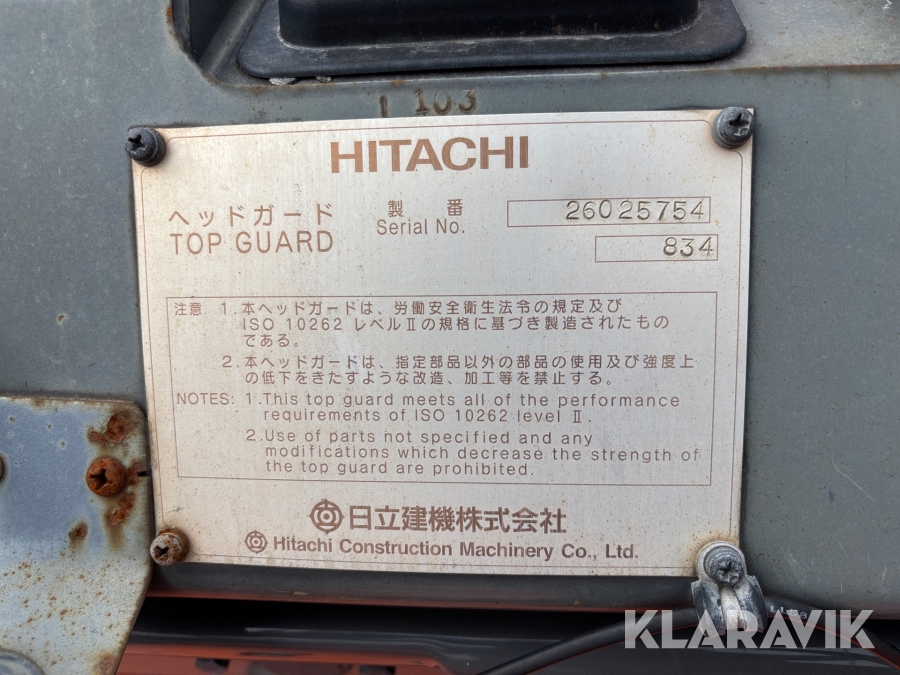 103
HITACHI
ヘッドガード 製番 26025754
TOP GUARD Serial No.
834
注意 1.本ヘッドガードは、労働安全衛生法令の規定及び
ISO 10262 レベルⅡの規格に基づき製造されたもの
である。
2.本ヘッドガードは、指定部品以外の部品の使用及び強度上
の低下をきたすような改造、加工等を禁止する。
NOTES: 1.This top guard meets all of the performance
requirements of ISO 10262 level Ⅱ.
2.Use of parts not specified and any
modifications which decrease the strength of
the top guard are prohibited.
日立建機株式会社
Hitachi Construction Machinery Co., Ltd.
KLARAVIK